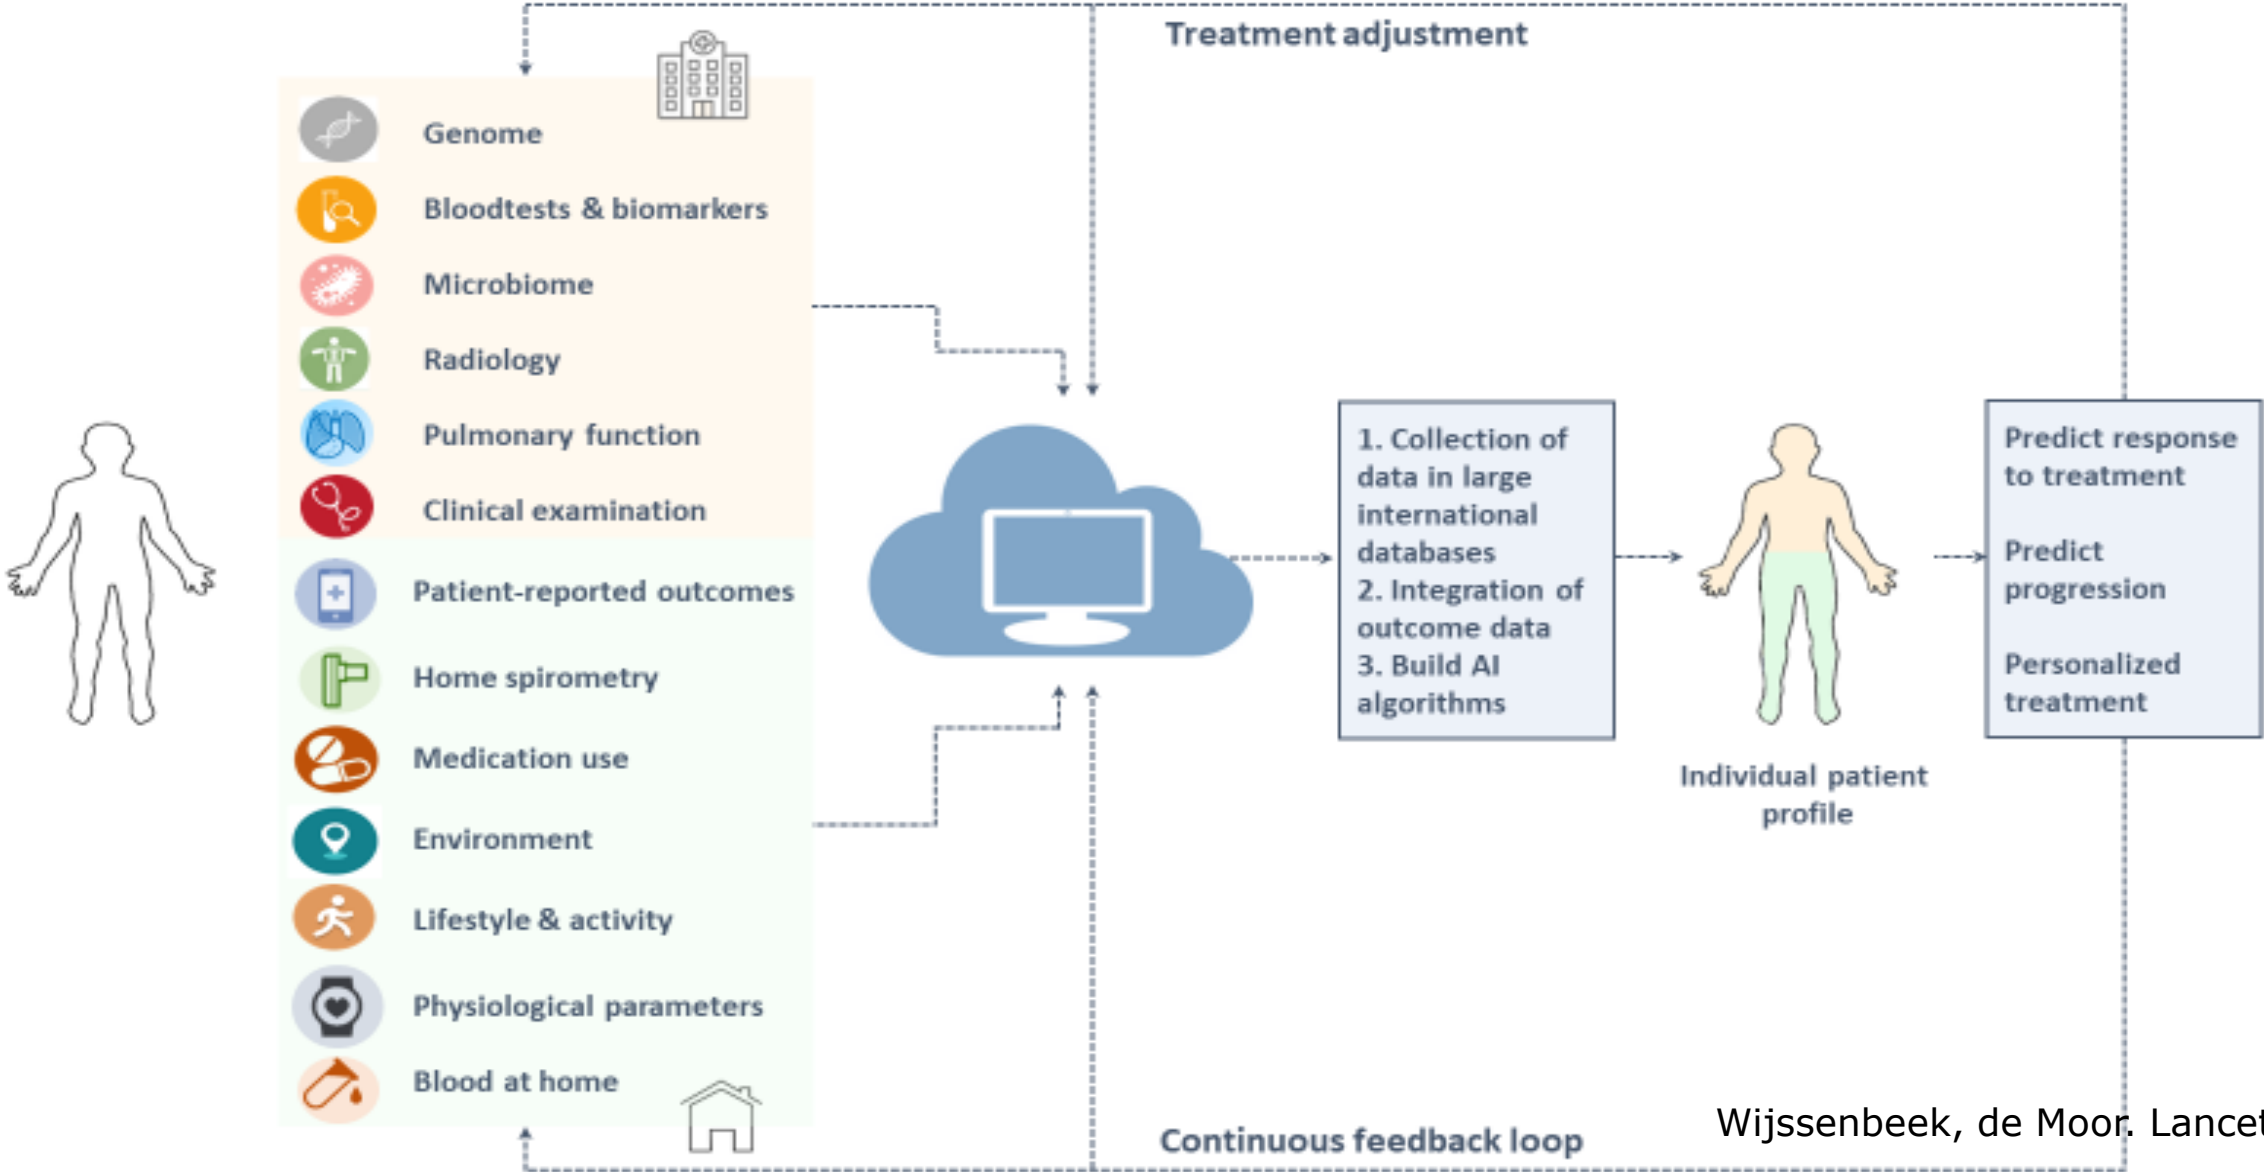 Treatment adjustment
Genome
Bloodtests & biomarkers
Microbiome
Radiology
Pulmonary function
Clinical examination
Patient-reported outcomes
Home spirometry
Medication use
Environment
Lifestyle & activity
Physiological parameters
Blood at home
1. Collection of
data in large
international
databases
2. Integration of
outcome data
3. Build AI
algorithms
Individual patient
profile
Predict response
to treatment
Predict
progression
Personalized
treatment
Continuous feedback loop
Wijssenbeek, de Moor. Lancet